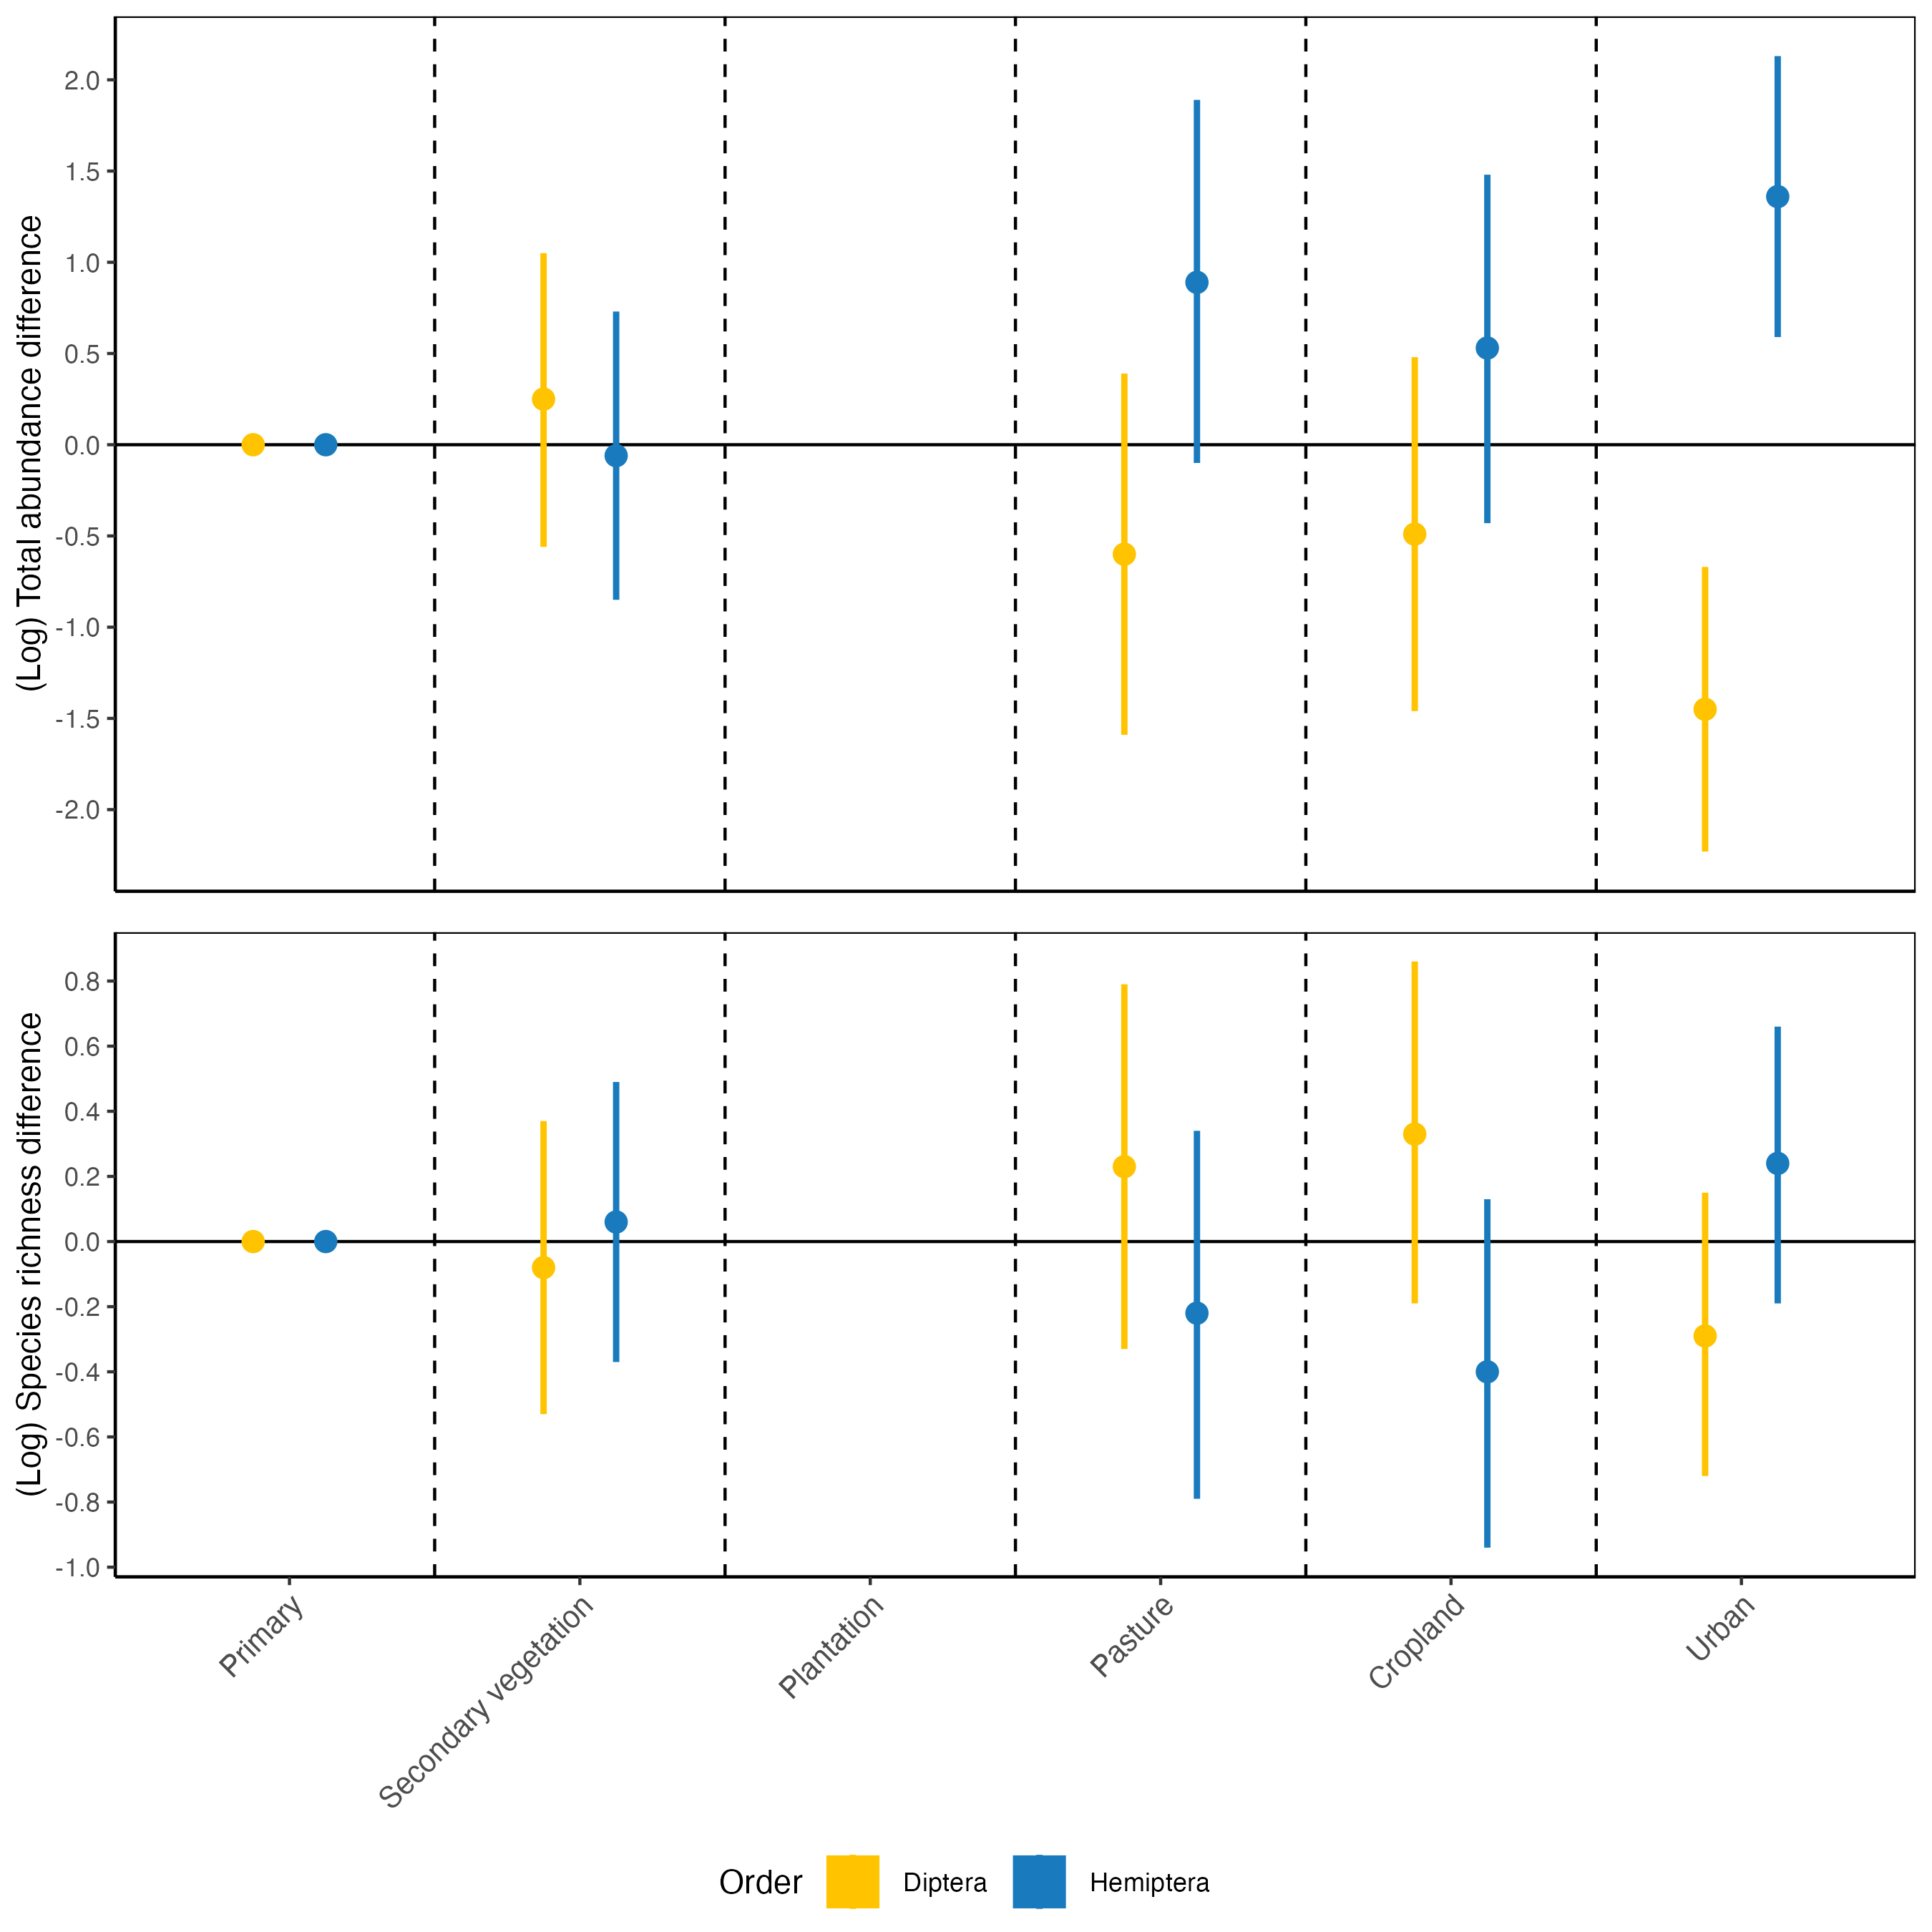 (Log) Total abundance difference
2.0
1.5
1.0
0.5
0.0
-0.5
-1.0
-1.5
-2.0
(Log) Species richness difference
0.8
0.6
0.4
0.2
0.0
-0.2
-0.4
-0.6
-0.8
-1.0
Primary
Secondary vegetation
Plantation
Pasture
Cropland
Urban
Order Diptera Hemiptera